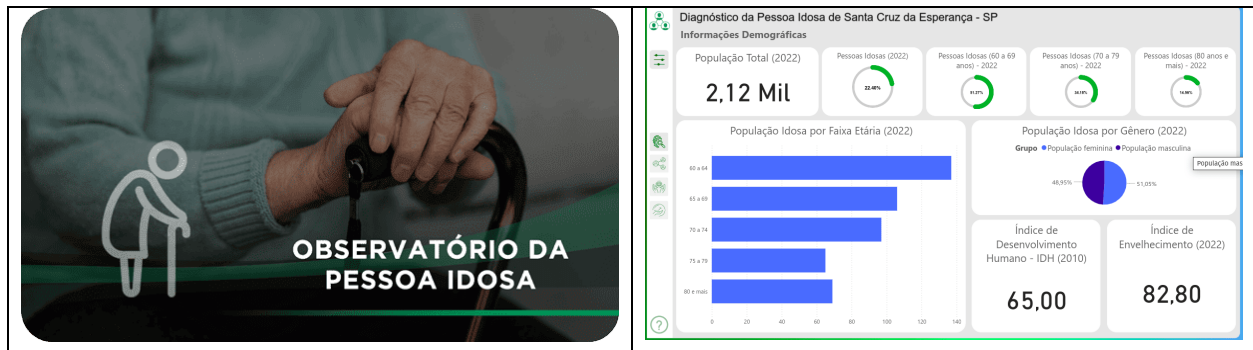 OBSERVATÓRIO DA
PESSOA IDOSA
Diagnóstico da Pessoa Idosa de Santa Cruz da Esperança - SP
Informações Demográficas
População Total (2022)
2,12 Mil
Pessoas Idosas (2022)
22,40%
Pessoas Idosas (60 a 69
anos) - 2022
51,27%
Pessoas Idosas (70 a 79
anos) - 2022
Pessoas Idosas (80 anos e
mais) - 2022
População Idosa por Faixa Etária (2022)
60 a 64
65 a 69
70 a 74
75 a 79
80 e mais
0 20 40 60 80 100 120 140
População Idosa por Gênero (2022)
Grupo População feminina População masculina
População mas
48,95%
51,05%
Índice de
Desenvolvimento
Humano - IDH (2010)
65,00
Índice de
Envelhecimento (2022)
82,80
?